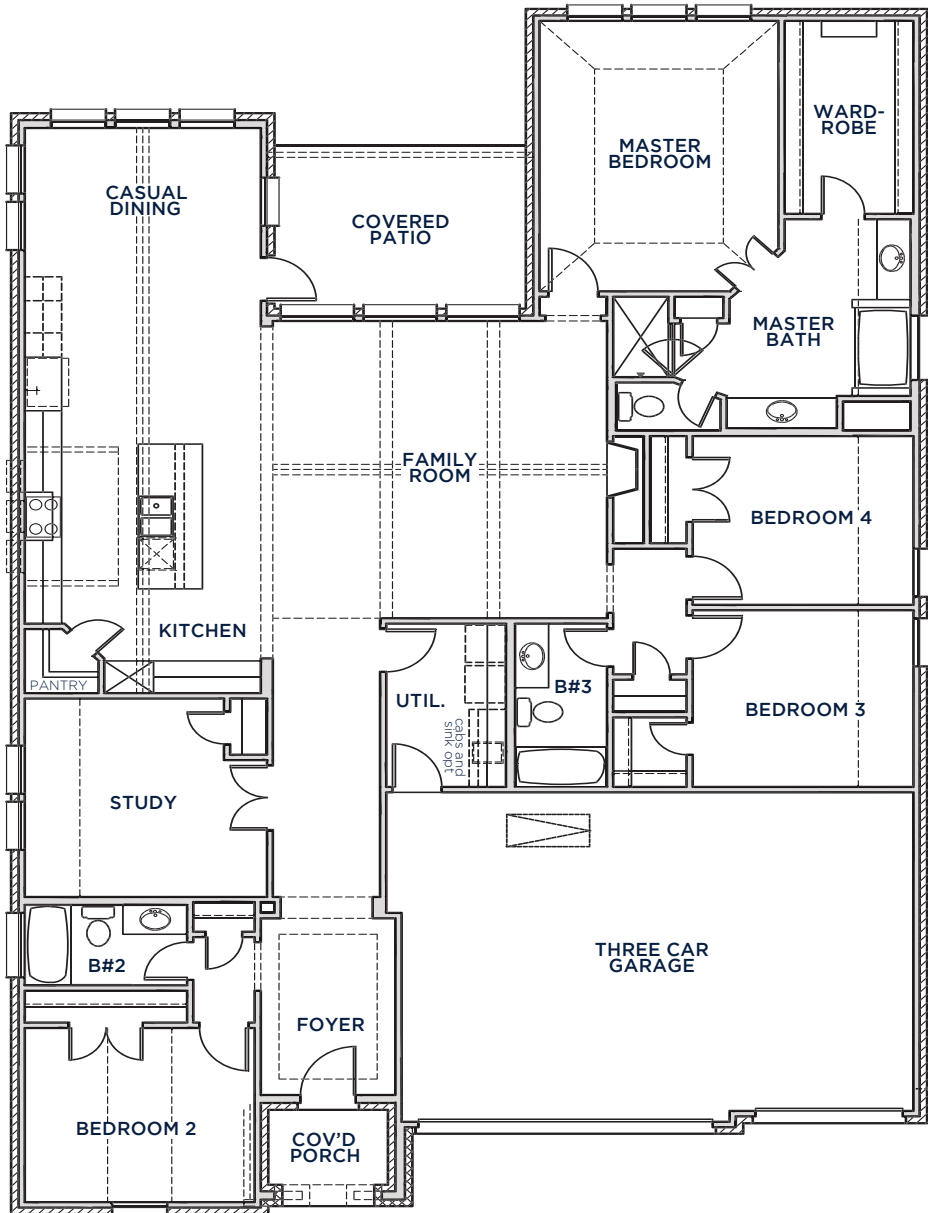 WARD-
ROBE
MASTER
BEDROOM
CASUAL
DINING
COVERED
PATIO
MASTER
BATH
FAMILY
ROOM
BEDROOM 4
KITCHEN
PANTRY
UTIL.
B#3
cabs and
sink opt
BEDROOM 3
STUDY
THREE CAR
GARAGE
B#2
FOYER
BEDROOM 2
COV'D
PORCH